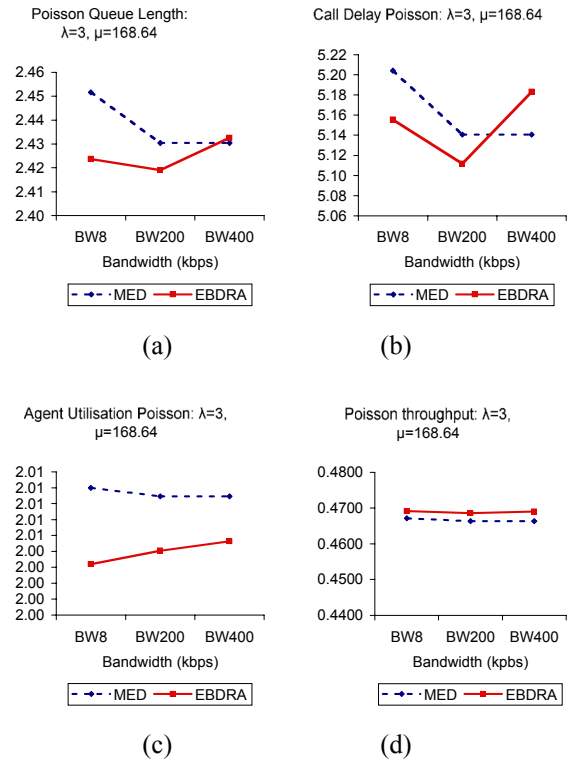 Poisson Queue Length:
λ=3, μ=168.64
2.46
2.45
2.44
2.43
2.42
2.41
2.40
BW8 BW200 BW400
Bandwidth (kbps)
MED EBDRA
(a)
Call Delay Poisson: λ=3, μ=168.64
5.22
5.20
5.18
5.16
5.14
5.12
5.10
5.08
5.06
BW8 BW200 BW400
Bandwidth (kbps)
MED EBDRA
(b)
Agent Utilisation Poisson: λ=3,
μ=168.64
2.01
2.01
2.01
2.01
2.01
2.00
2.00
2.00
2.00
2.00
BW8 BW200 BW400
Bandwidth (kbps)
MED EBDRA
(c)
Poisson throughput: λ=3,
μ=168.64
0.4800
0.4700
0.4600
0.4500
0.4400
BW8 BW200 BW400
Bandwidth (kpbs)
MED EBDRA
(d)